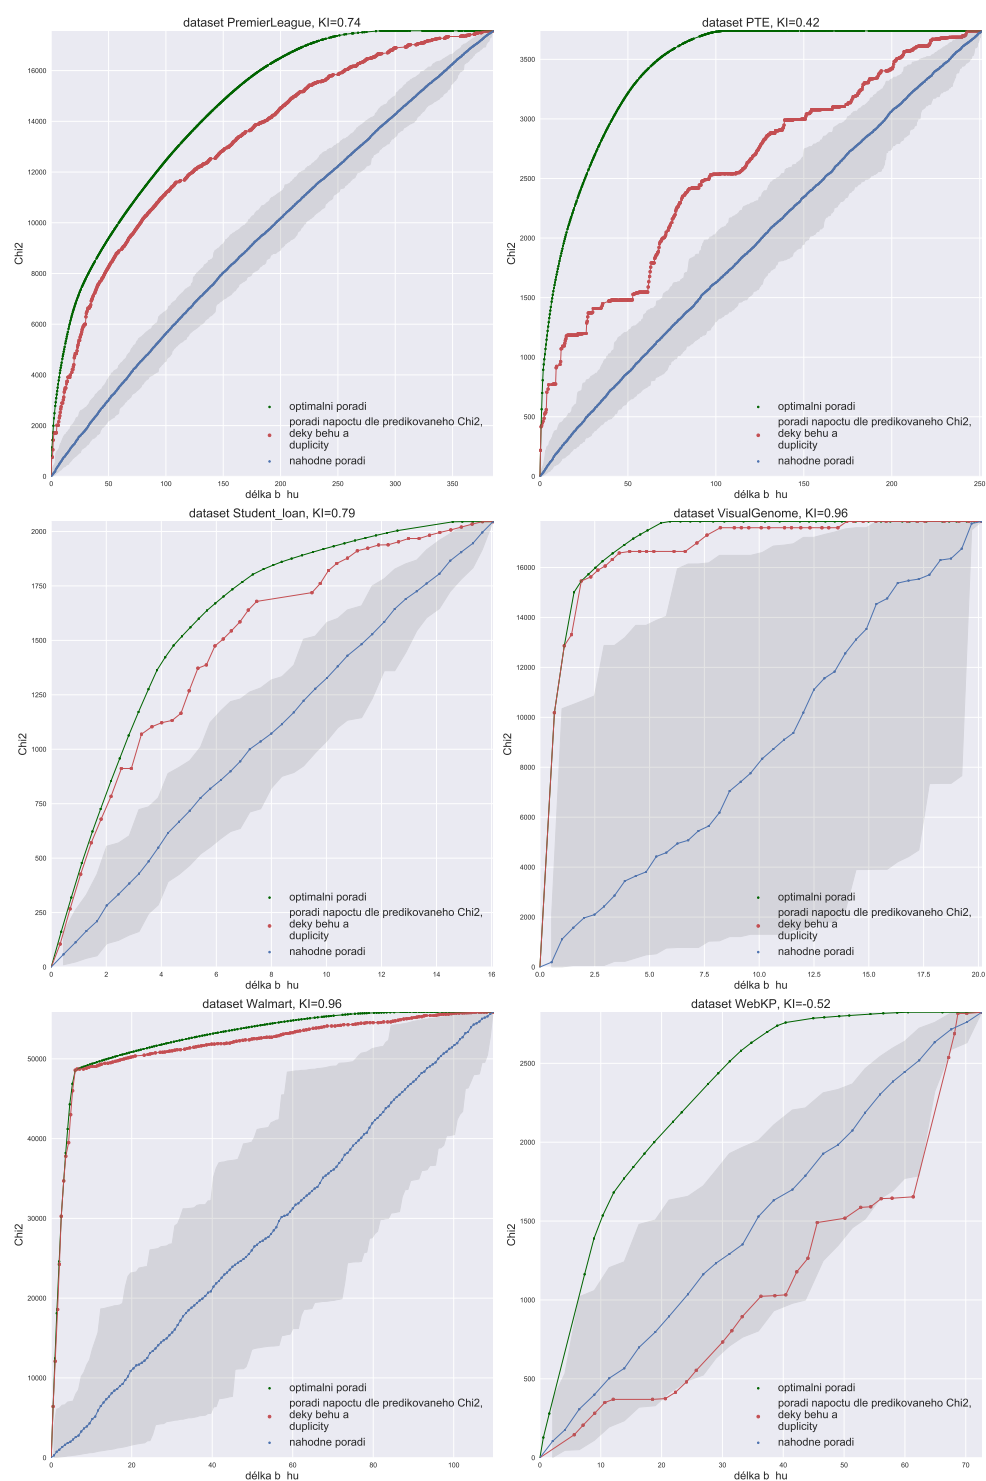 dataset PremierLeague, KI=0.74
16000
14000
12000
10000
8000
6000
4000
2000
0
Chi2
optimalni poradi
poradi napoctu dle predikovaneho Chi2,
deky behu a
duplicity
nahodne poradi
0 50 100 150 200 250 300 350
délka b hu
dataset PTE, KI=0.42
3500
3000
2500
2000
1500
1000
500
0
Chi2
optimalni poradi
poradi napoctu dle predikovaneho Chi2,
deky behu a
duplicity
nahodne poradi
0 50 100 150 200 250
délka b hu
dataset Student_loan, KI=0.79
2000
1750
1500
1250
1000
750
500
250
0
Chi2
optimalni poradi
poradi napoctu dle predikovaneho Chi2,
deky behu a
duplicity
nahodne poradi
0 2 4 6 8 10 12 14 16
délka b hu
dataset VisualGenome, KI=0.96
16000
14000
12000
10000
8000
6000
4000
2000
0
Chi2
optimalni poradi
poradi napoctu dle predikovaneho Chi2,
deky behu a
duplicity
nahodne poradi
0.0 2.5 5.0 7.5 10.0 12.5 15.0 17.5 20.0
délka b hu
dataset Walmart, KI=0.96
50000
40000
30000
20000
10000
0
Chi2
optimalni poradi
poradi napoctu dle predikovaneho Chi2,
deky behu a
duplicity
nahodne poradi
0 20 40 60 80 100
délka b hu
dataset WebKP, KI=-0.52
2500
2000
1500
1000
500
0
Chi2
optimalni poradi
poradi napoctu dle predikovaneho Chi2,
deky behu a
duplicity
nahodne poradi
0 10 20 30 40 50 60 70
délka b hu